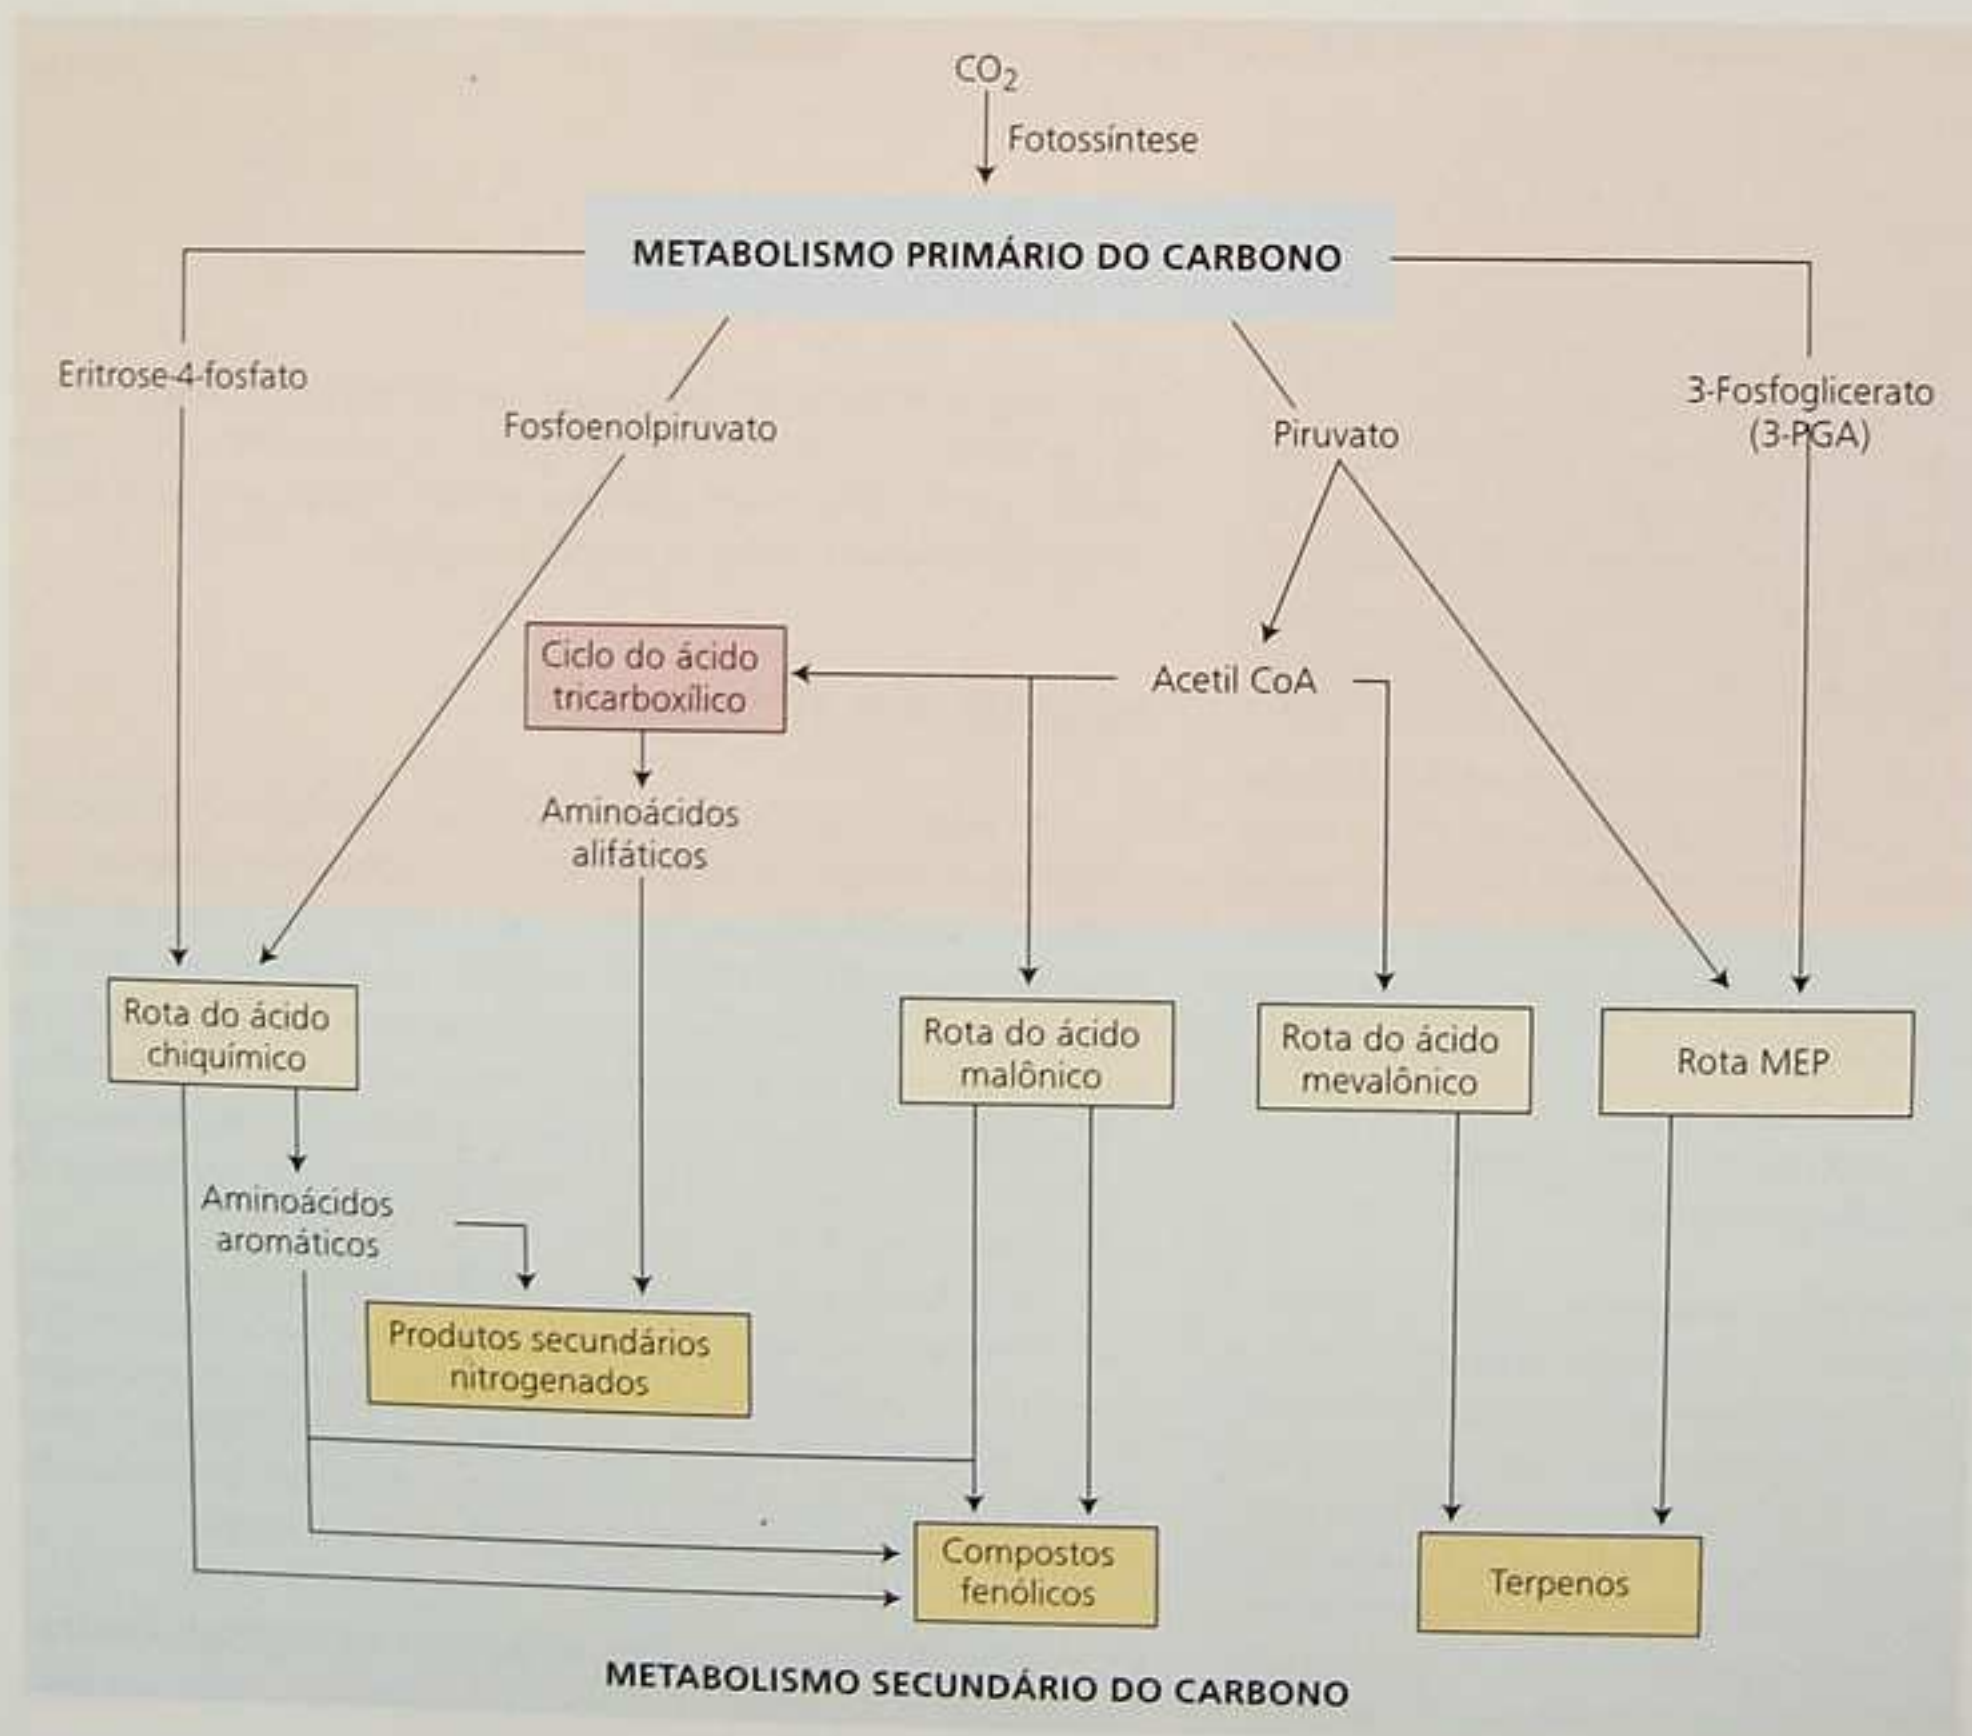 CO₂
Fotossíntese
METABOLISMO PRIMÁRIO DO CARBONO
Eritrose-4-fosfato
Fosfoenolpiruvato
Piruvato
3-Fosfoglicerato
(3-PGA)
Ciclo do ácido
tricarboxílico
Acetil CoA
Aminoácidos
alifáticos
Rota do ácido
chiquímico
Rota do ácido
malônico
Rota do ácido
mevalônico
Rota MEP
Aminoácidos
aromáticos
Produtos secundários
nitrogenados
Compostos
fenólicos
Terpenos
METABOLISMO SECUNDÁRIO DO CARBONO